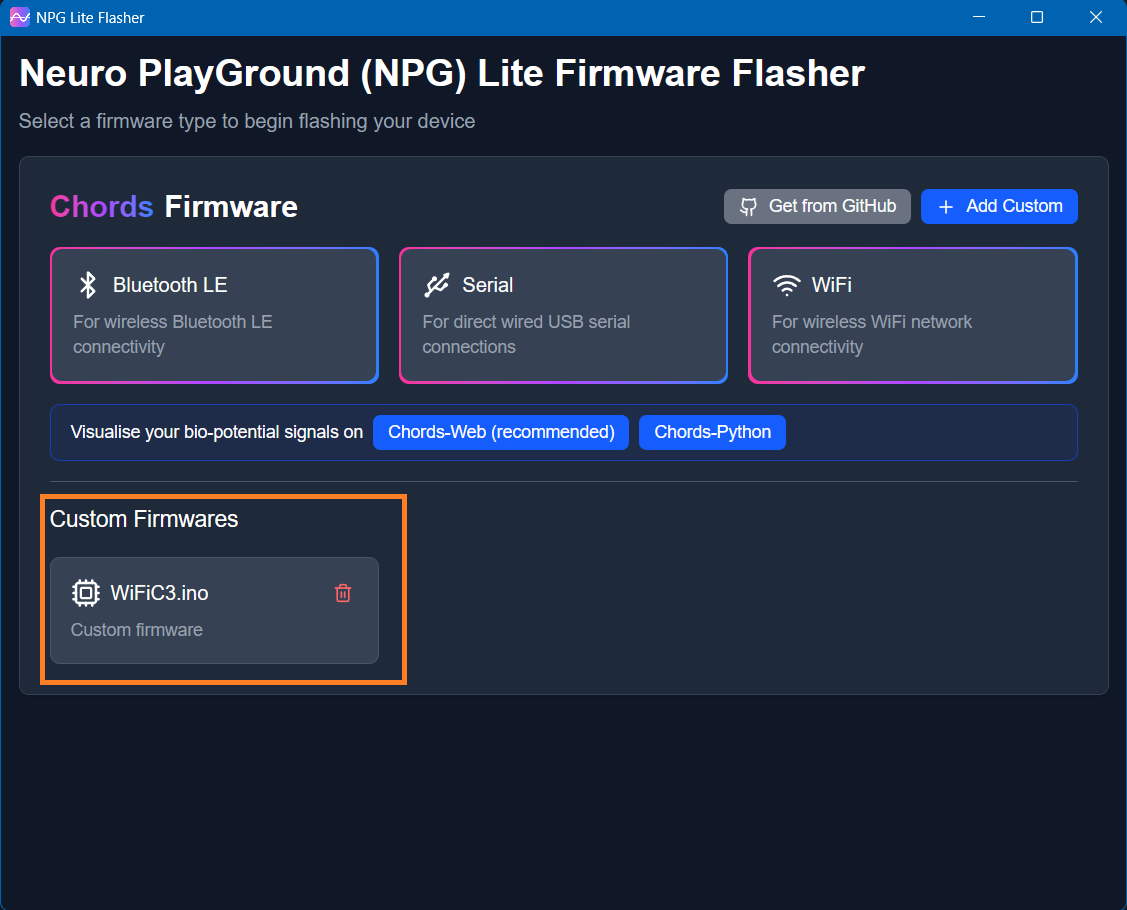 NPG Lite Flasher
Neuro PlayGround (NPG) Lite Firmware Flasher
Select a firmware type to begin flashing your device
Chords Firmware
Get from GitHub
Add Custom
Bluetooth LE
For wireless Bluetooth LE
connectivity
Serial
For direct wired USB serial
connections
WiFi
For wireless WiFi network
connectivity
Visualise your bio-potential signals on
Chords-Web (recommended)
Chords-Python
Custom Firmwares
WiFiC3.ino
Custom firmware